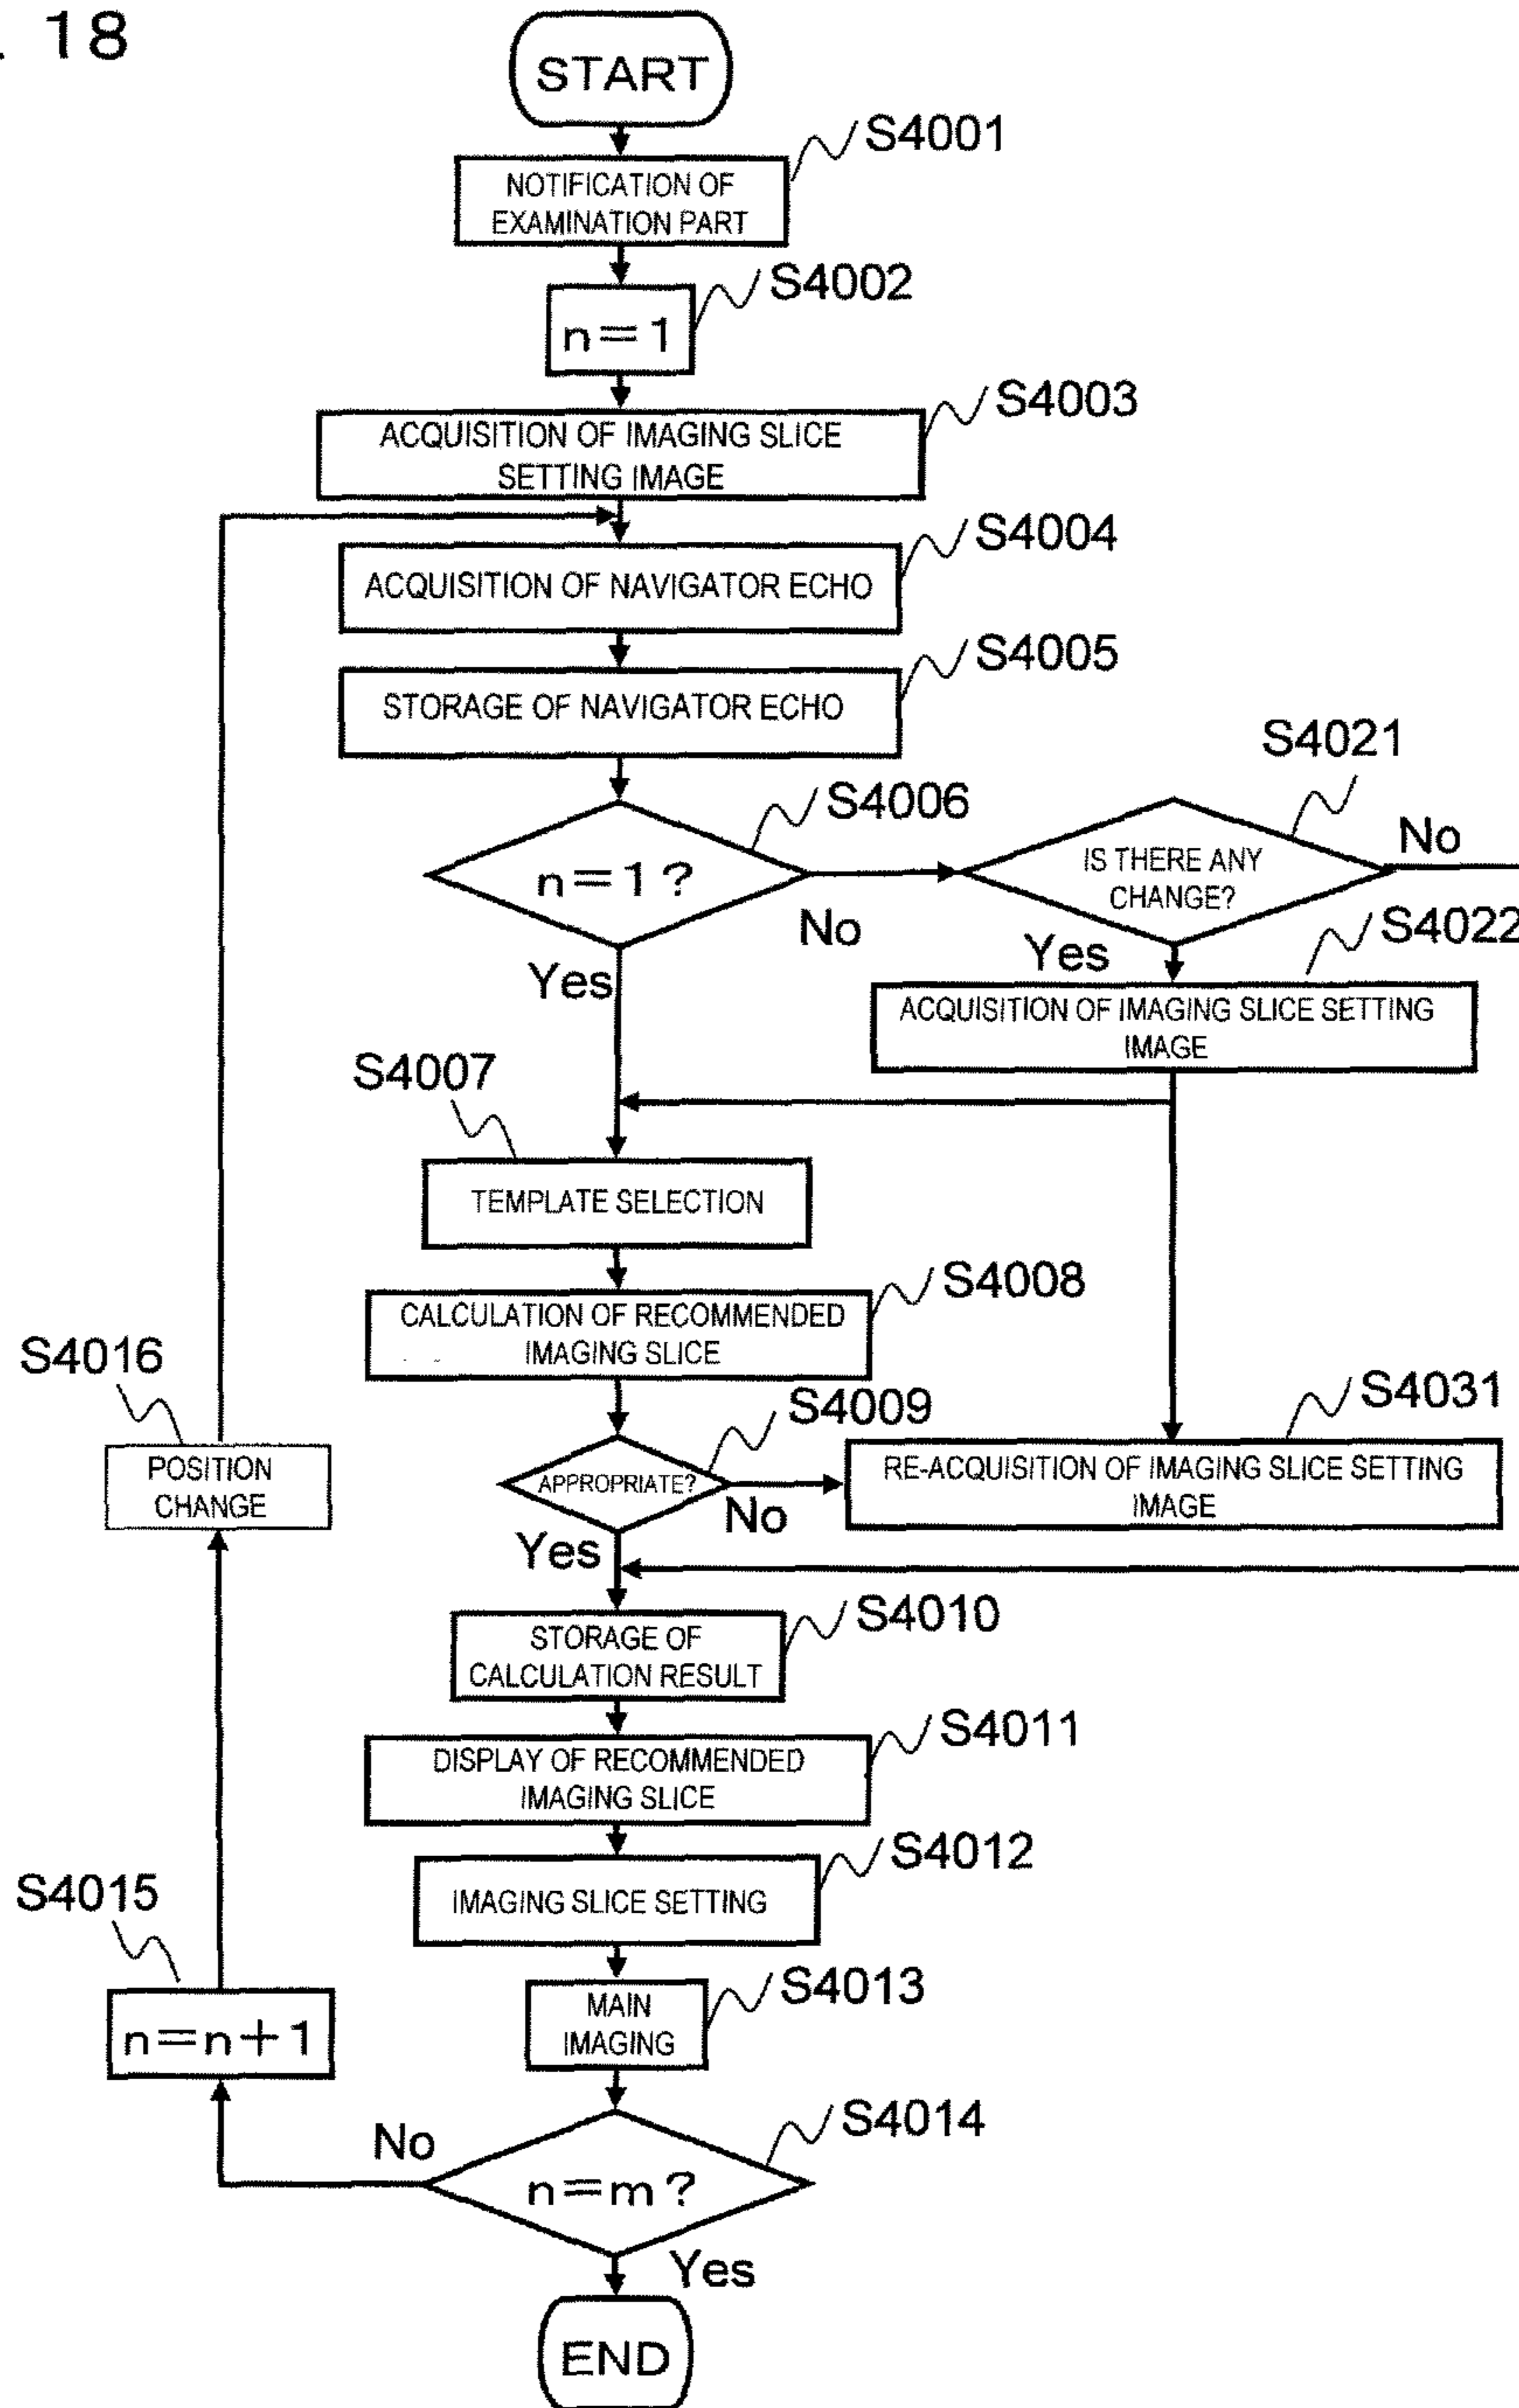 18
START
S4001
NOTIFICATION OF
EXAMINATION PART
S4002
n=1
S4003
ACQUISITION OF IMAGING SLICE
SETTING IMAGE
S4004
ACQUISITION OF NAVIGATOR ECHO
S4005
STORAGE OF NAVIGATOR ECHO
S4006
n=1?
No
Yes
S4021
IS THERE ANY
CHANGE?
No
Yes
S4022
ACQUISITION OF IMAGING SLICE SETTING
IMAGE
S4007
TEMPLATE SELECTION
S4008
CALCULATION OF RECOMMENDED
IMAGING SLICE
S4009
APPROPRIATE?
No
Yes
S4031
RE-ACQUISITION OF IMAGING SLICE SETTING
IMAGE
S4016
POSITION
CHANGE
S4010
STORAGE OF
CALCULATION RESULT
S4011
DISPLAY OF RECOMMENDED
IMAGING SLICE
S4012
IMAGING SLICE SETTING
S4015
n=n+1
S4013
MAIN
IMAGING
S4014
n=m?
No
Yes
END